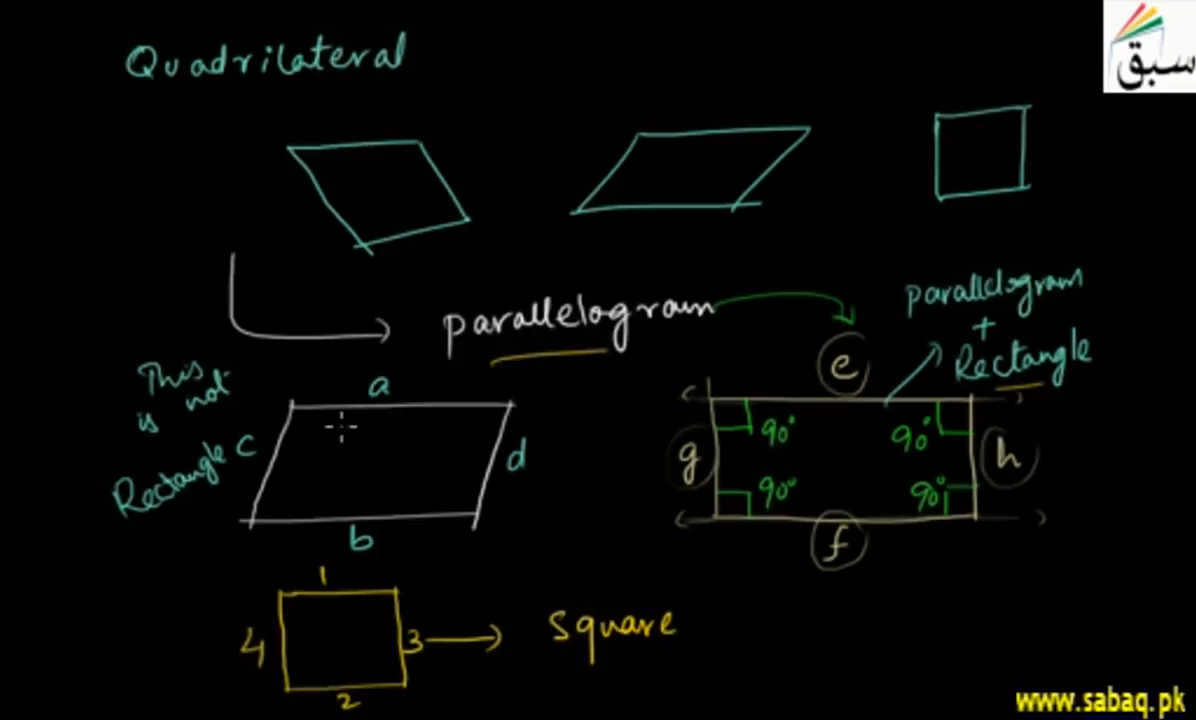 Quadrilateral
سبق
parallelogram
parallelogram
+
Rectangle
This
is not
Rectangle
a
c
d
b
e
g
h
f
90°
90°
90°
90°
1
4
3
2
square
www.sabaq.pk